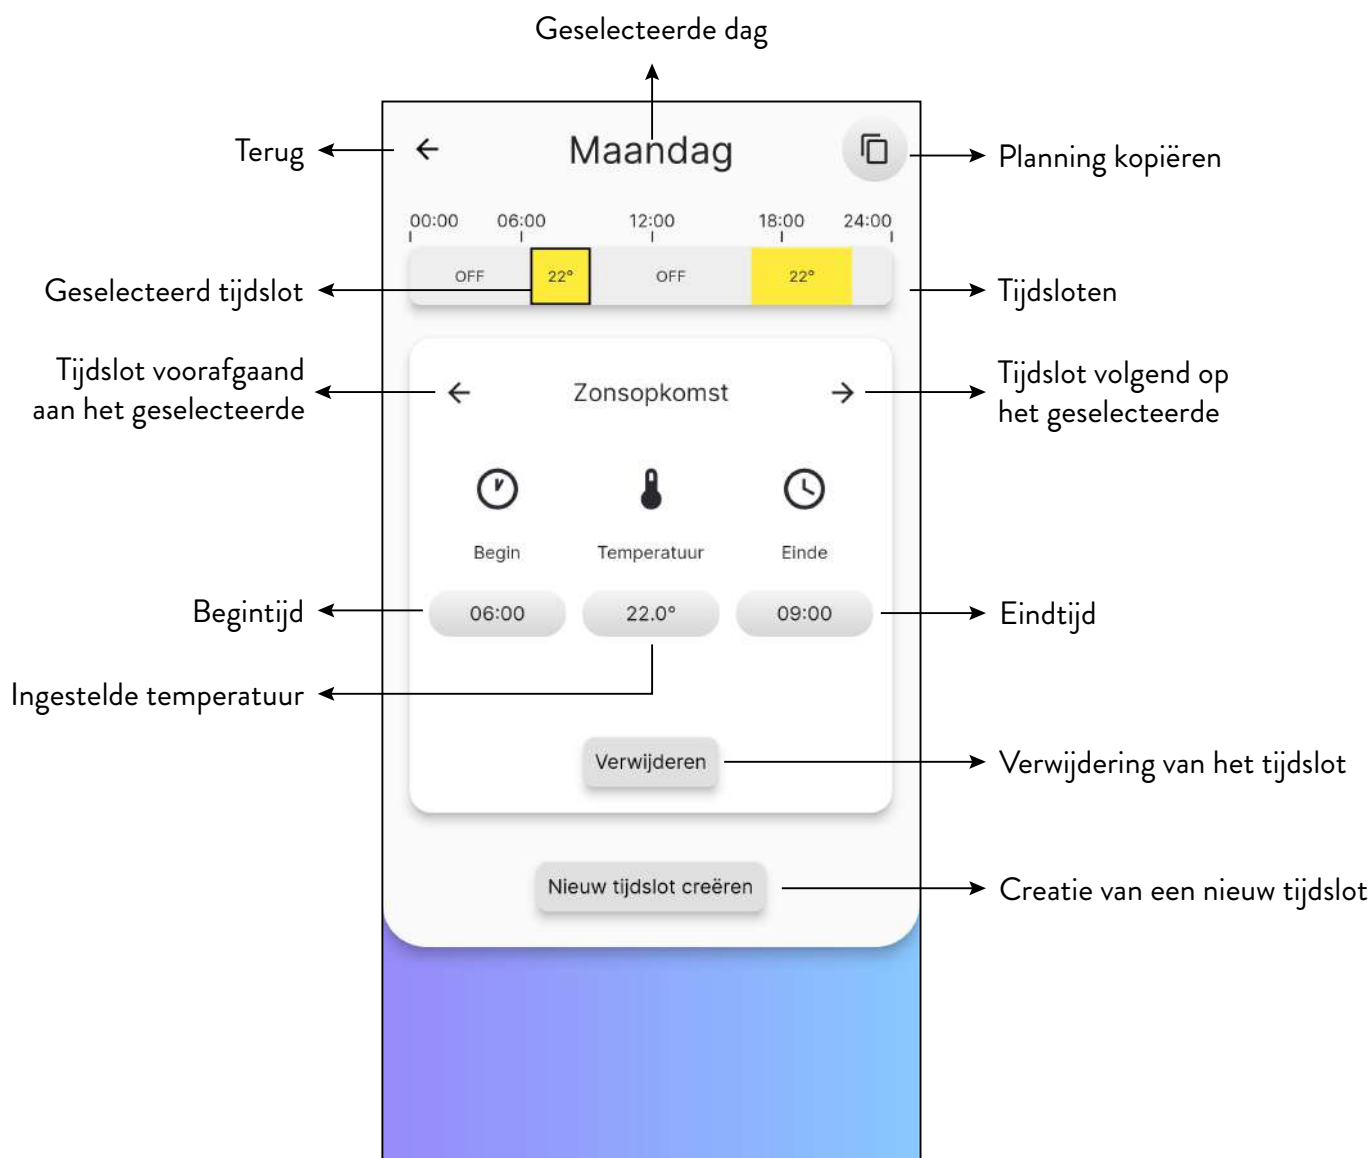 Geselecteerde dag
Terug
Maandag
Planning kopiëren
00:00 06:00 12:00 18:00 24:00
OFF 22° OFF 22°
Geselecteerd tijdslot
Tijdsloten
Tijdslot voorafgaand
aan het geselecteerde
Zonsopkomst
Tijdslot volgend op
het geselecteerde
Begin Temperatuur Einde
Begintijd
06:00 22.0° 09:00
Eindtijd
Ingestelde temperatuur
Verwijderen
Verwijdering van het tijdslot
Nieuw tijdslot creëren
Creatie van een nieuw tijdslot